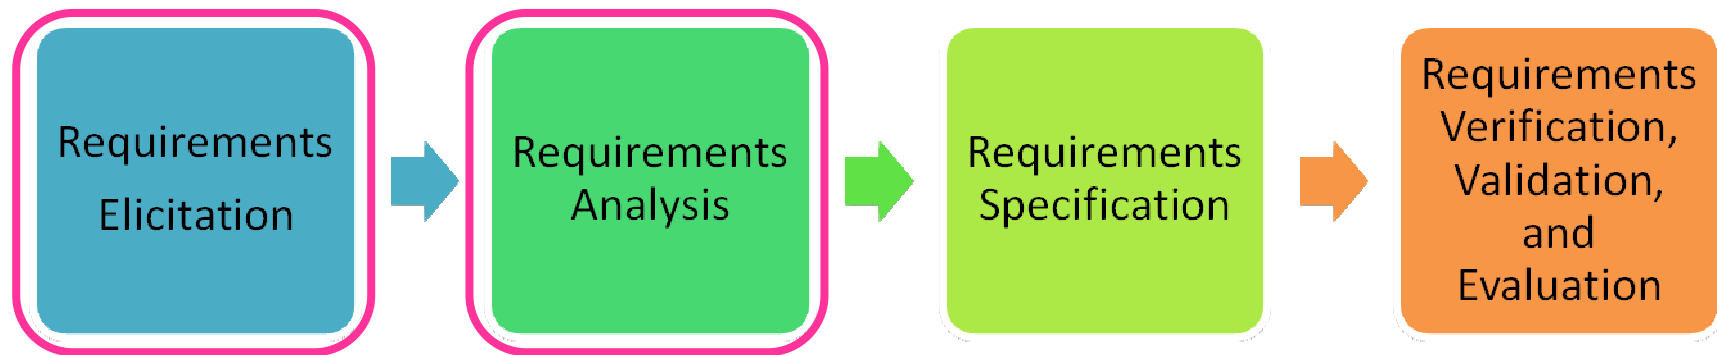 Requirements
Elicitation
Requirements
Analysis
Requirements
Specification
Requirements
Verification,
Validation,
and
Evaluation